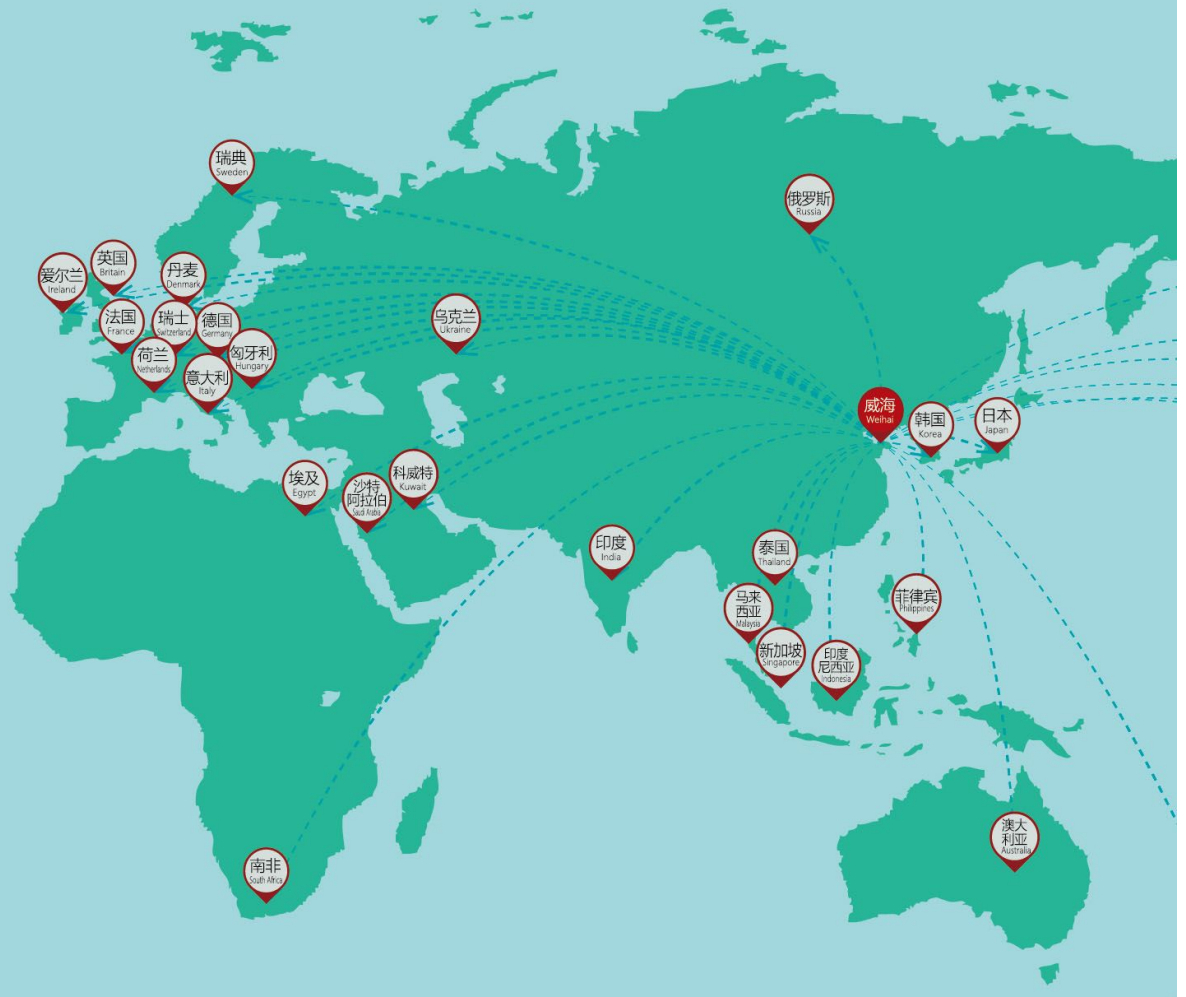 瑞典
Sweden
俄罗斯
Russia
英国
Britain
爱尔兰
Ireland
丹麦
Denmark
法国
France
瑞士
Switzerland
德国
Germany
乌克兰
Ukraine
荷兰
Netherlands
匈牙利
Hungary
意大利
Italy
威海
Weihai
韩国
Korea
日本
Japan
埃及
Egypt
沙特
阿拉伯
Saudi Arabia
科威特
Kuwait
印度
India
泰国
Thailand
马来
西亚
Malaysia
菲律宾
Philippines
新加坡
Singapore
印度
尼西亚
Indonesia
南非
South Africa
澳大
利亚
Australia